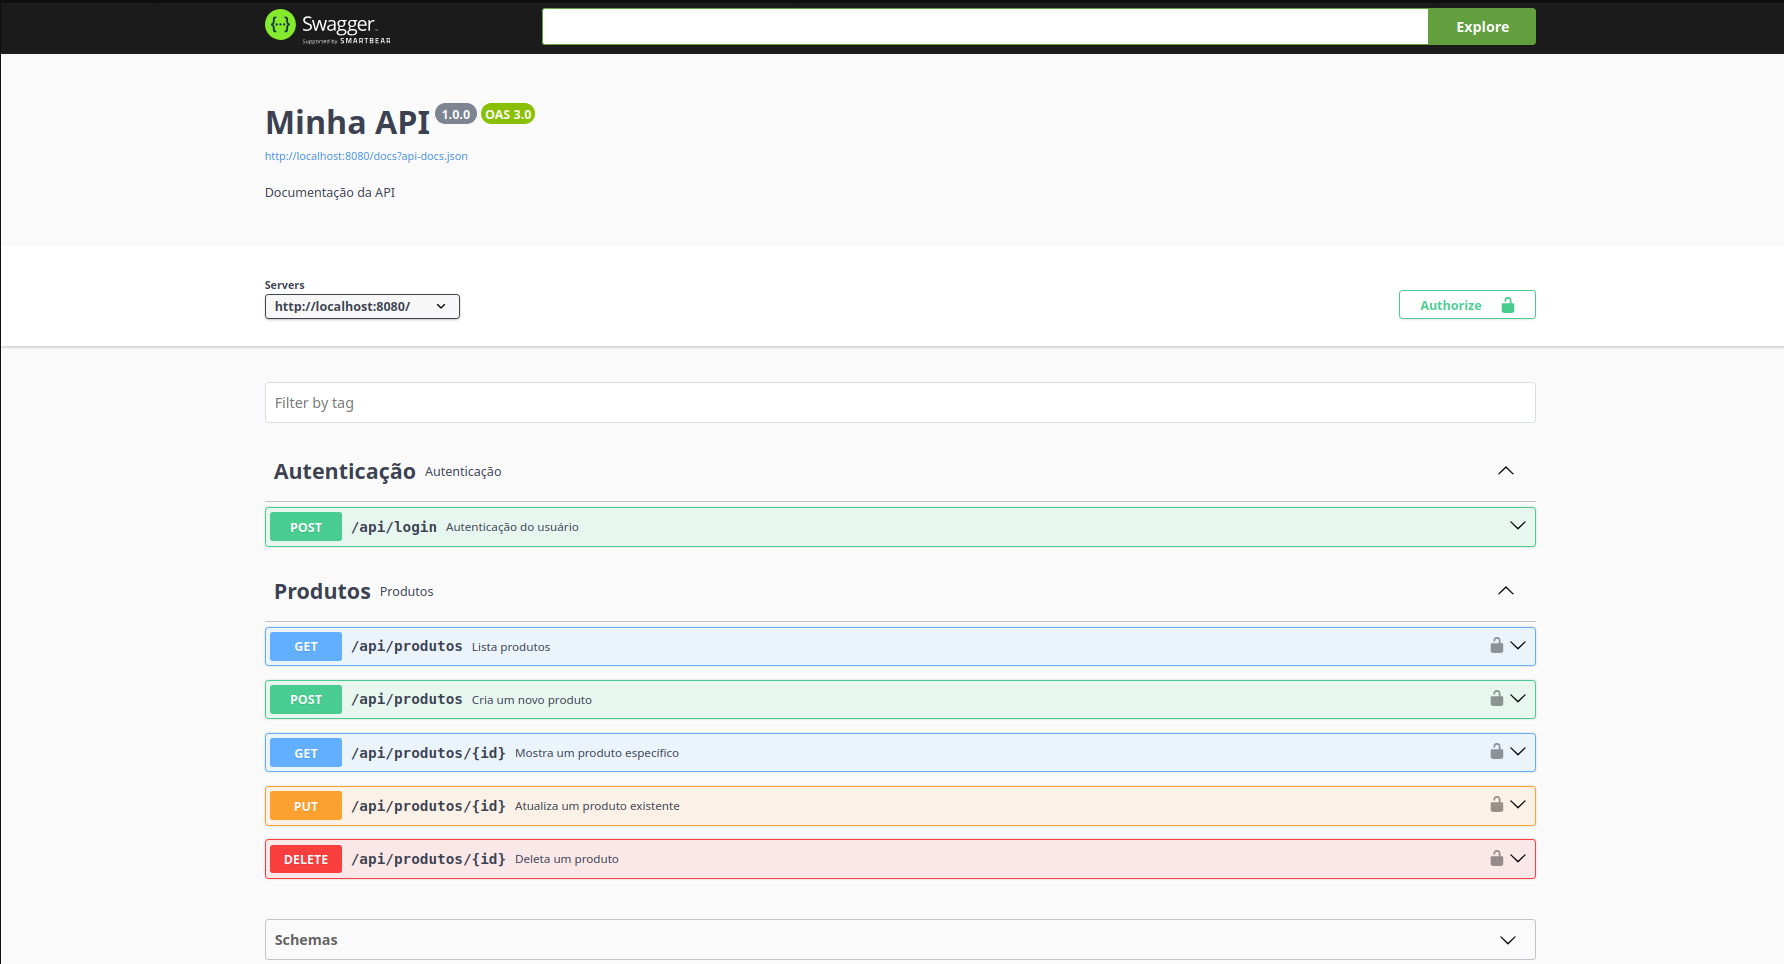 {···} Swagger
Supported by SMARTBEAR
Explore
Minha API 1.0.0 OAS 3.0
http://localhost:8080/docs?api-docs.json
Documentação da API
Servers
http://localhost:8080/
Authorize
Filter by tag
Autenticação Autenticação
POST /api/login Autenticação do usuário
Produtos Produtos
GET /api/produtos Lista produtos
POST /api/produtos Cria um novo produto
GET /api/produtos/{id} Mostra um produto específico
PUT /api/produtos/{id} Atualiza um produto existente
DELETE /api/produtos/{id} Deleta um produto
Schemas